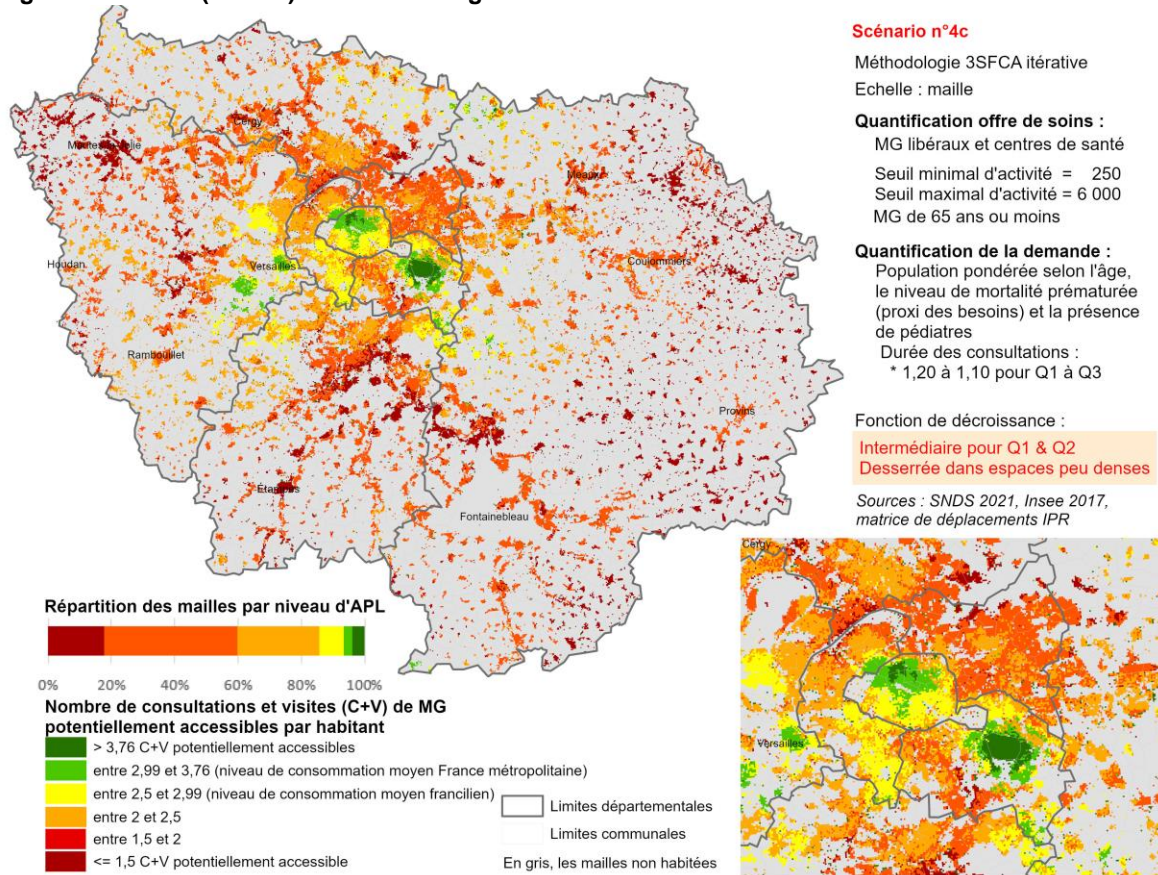 Scénario n°4c
Méthodologie 3SFCA itérative
Echelle : maille
Quantification offre de soins :
MG libéraux et centres de santé
Seuil minimal d'activité = 250
Seuil maximal d'activité = 6 000
MG de 65 ans ou moins
Quantification de la demande :
Population pondérée selon l'âge,
le niveau de mortalité prématurée
(proxi des besoins) et la présence
de pédiatres
Durée des consultations :
* 1,20 à 1,10 pour Q1 à Q3
Fonction de décroissance :
Intermédiaire pour Q1 & Q2
Desserrée dans espaces peu denses
Sources : SNDS 2021, Insee 2017,
matrice de déplacements IPR
Cergy
Meaux
Houdan
Versailles
Coulommiers
Rambouillet
Provins
Étampes
Fontainebleau
Répartition des mailles par niveau d'APL
0% 20% 40% 60% 80% 100%
Nombre de consultations et visites (C+V) de MG
potentiellement accessibles par habitant
> 3,76 C+V potentiellement accessibles
entre 2,99 et 3,76 (niveau de consommation moyen France métropolitaine)
entre 2,5 et 2,99 (niveau de consommation moyen francilien)
entre 2 et 2,5
entre 1,5 et 2
<= 1,5 C+V potentiellement accessible
Limites départementales
Limites communales
En gris, les mailles non habitées
Cergy
Versailles